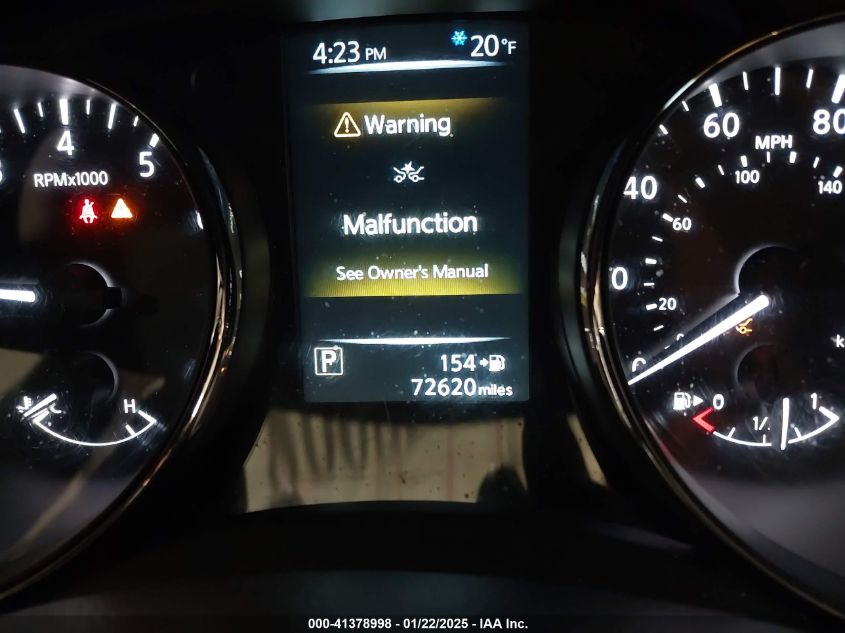 4:23 PM 20°F
Warning
Malfunction
See Owner's Manual
P 154
72620 miles
4 5
RPMx1000
H
40 60 80
MPH
20 60 100 140
0
0 1/ 1
000-41378998 - 01/22/2025 - IAA Inc.